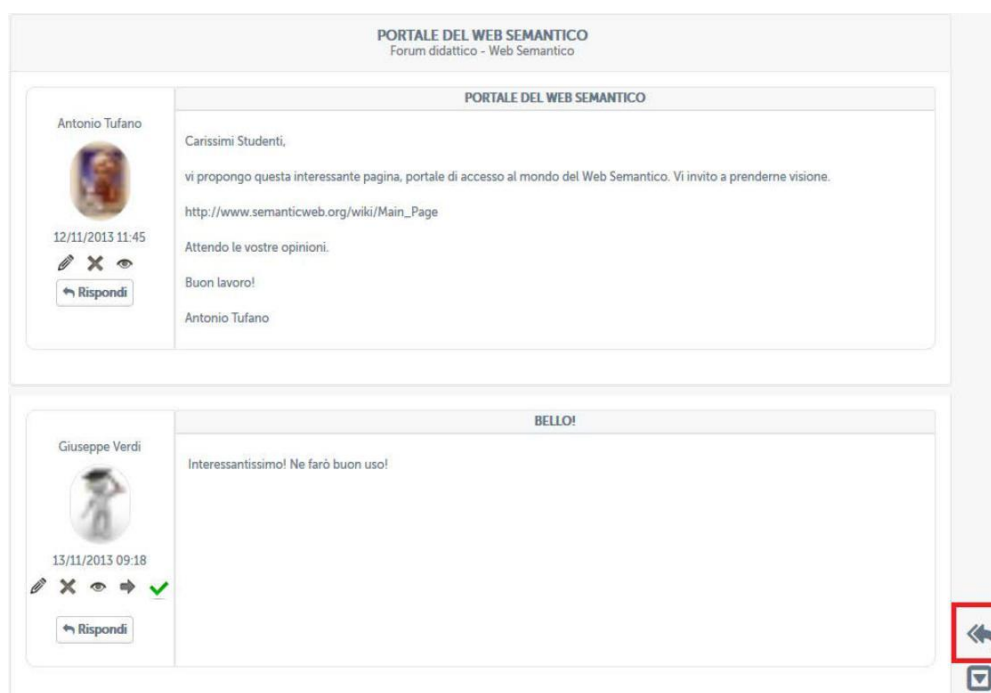 PORTALE DEL WEB SEMANTICO
Forum didattico - Web Semantico
PORTALE DEL WEB SEMANTICO
Antonio Tufano
Carissimi Studenti,
vi propongo questa interessante pagina, portale di accesso al mondo del Web Semantico. Vi invito a prenderne visione.
http://www.semanticweb.org/wiki/Main_Page
12/11/2013 11:45
Attendo le vostre opinioni.
Rispondi
Buon lavoro!
Antonio Tufano
BELLO!
Giuseppe Verdi
Interessantissimo! Ne farò buon uso!
13/11/2013 09:18
Rispondi